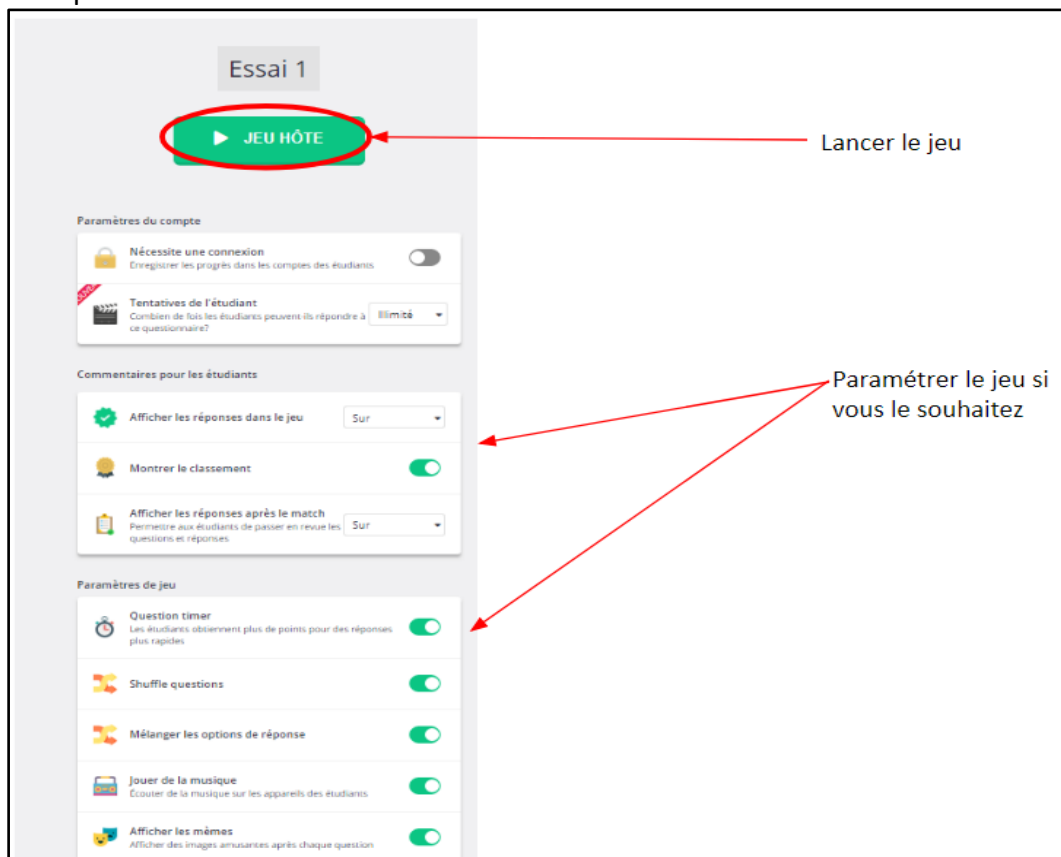 Essai 1
JEU HÔTE
Lancer le jeu
Paramètres du compte
Nécessite une connexion
Enregistrer les progrès dans les comptes des étudiants
Tentatives de l'étudiant
Combien de fois les étudiants peuvent-ils répondre à
ce questionnaire?
Illimité
Commentaires pour les étudiants
Paramétrer le jeu si
vous le souhaitez
Afficher les réponses dans le jeu
Sur
Montrer le classement
Afficher les réponses après le match
Permettre aux étudiants de passer en revue les
questions et réponses
Sur
Paramètres de jeu
Question timer
Les étudiants obtiennent plus de points pour des réponses
plus rapides
Shuffle questions
Mélanger les options de réponse
Jouer de la musique
Écouter de la musique sur les appareils des étudiants
Afficher les mèmes
Afficher des images amusantes après chaque question